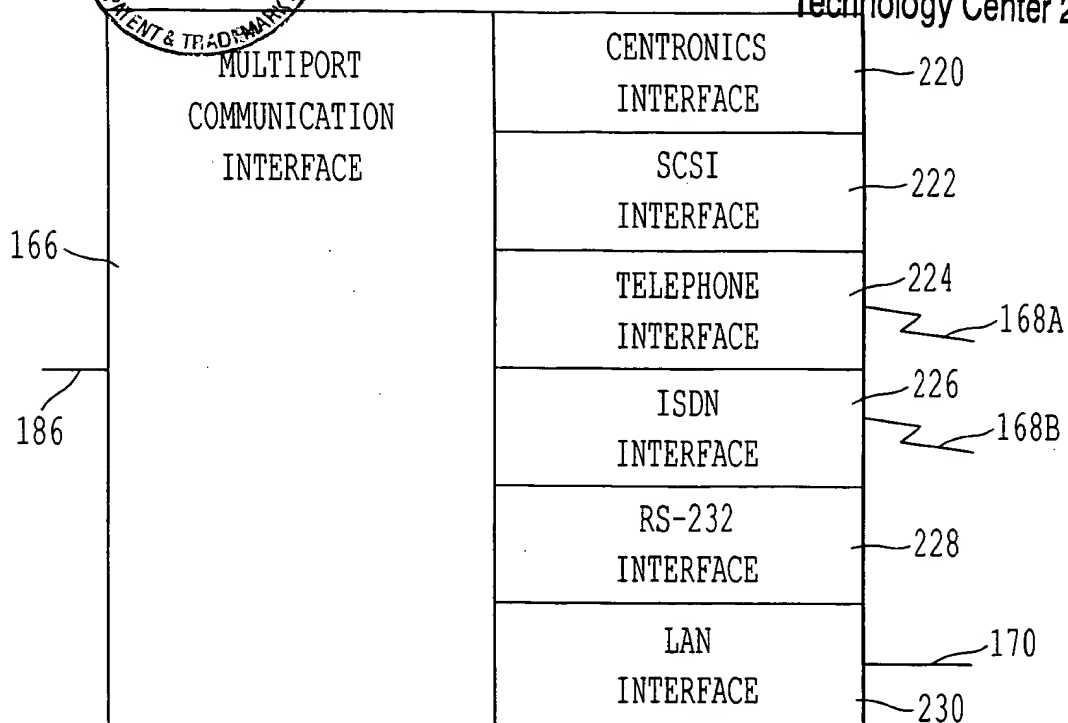 Technology Center 2
PATENT & TRADEMARK
MULTIPORT
COMMUNICATION
INTERFACE
CENTRONICS
INTERFACE
220
SCSI
INTERFACE
222
166
TELEPHONE
INTERFACE
224
168A
186
ISDN
INTERFACE
226
168B
RS-232
INTERFACE
228
LAN
INTERFACE
170
230